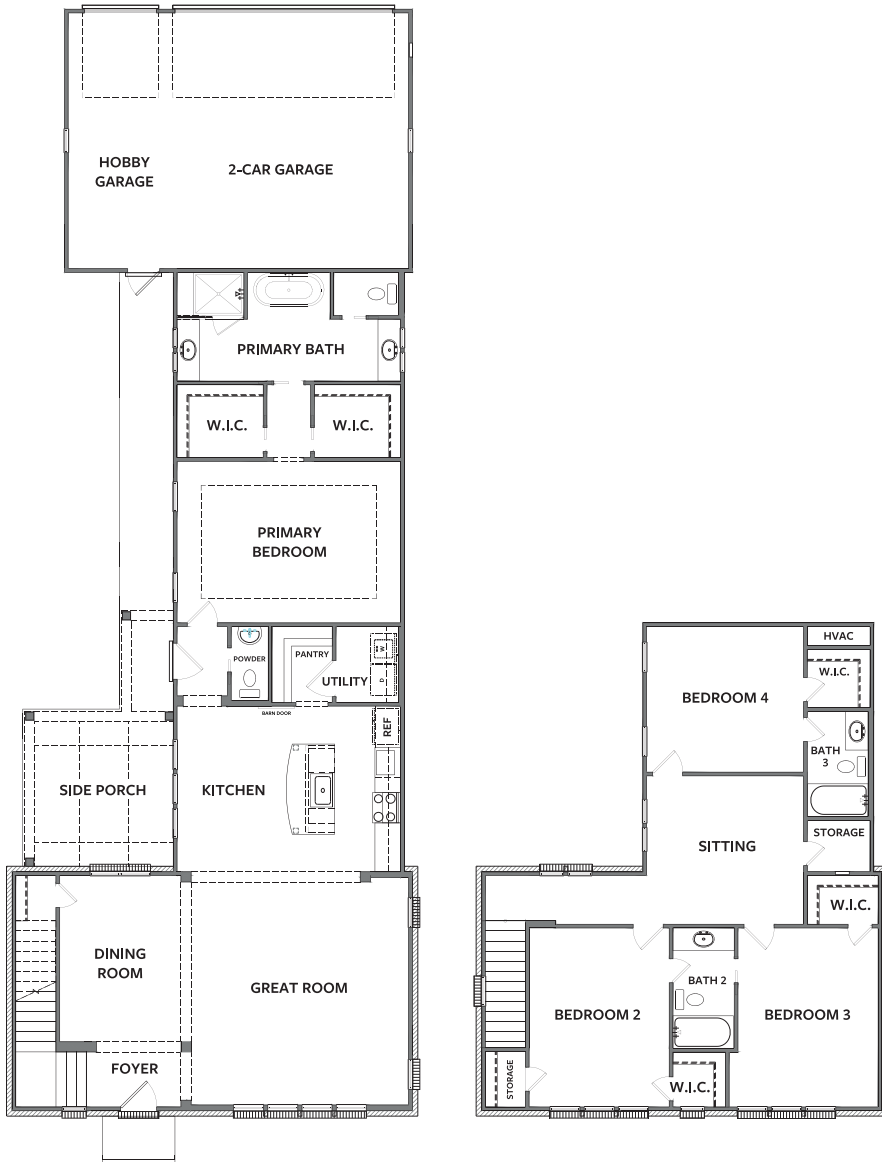 HOBBY
GARAGE
2-CAR GARAGE
PRIMARY BATH
W.I.C.
W.I.C.
PRIMARY
BEDROOM
POWDER
PANTRY
W
D
UTILITY
BARN DOOR
REF
SIDE PORCH
KITCHEN
DINING
ROOM
GREAT ROOM
FOYER
HVAC
W.I.C.
BEDROOM 4
BATH
3
STORAGE
SITTING
W.I.C.
BATH 2
BEDROOM 2
BEDROOM 3
STORAGE
W.I.C.